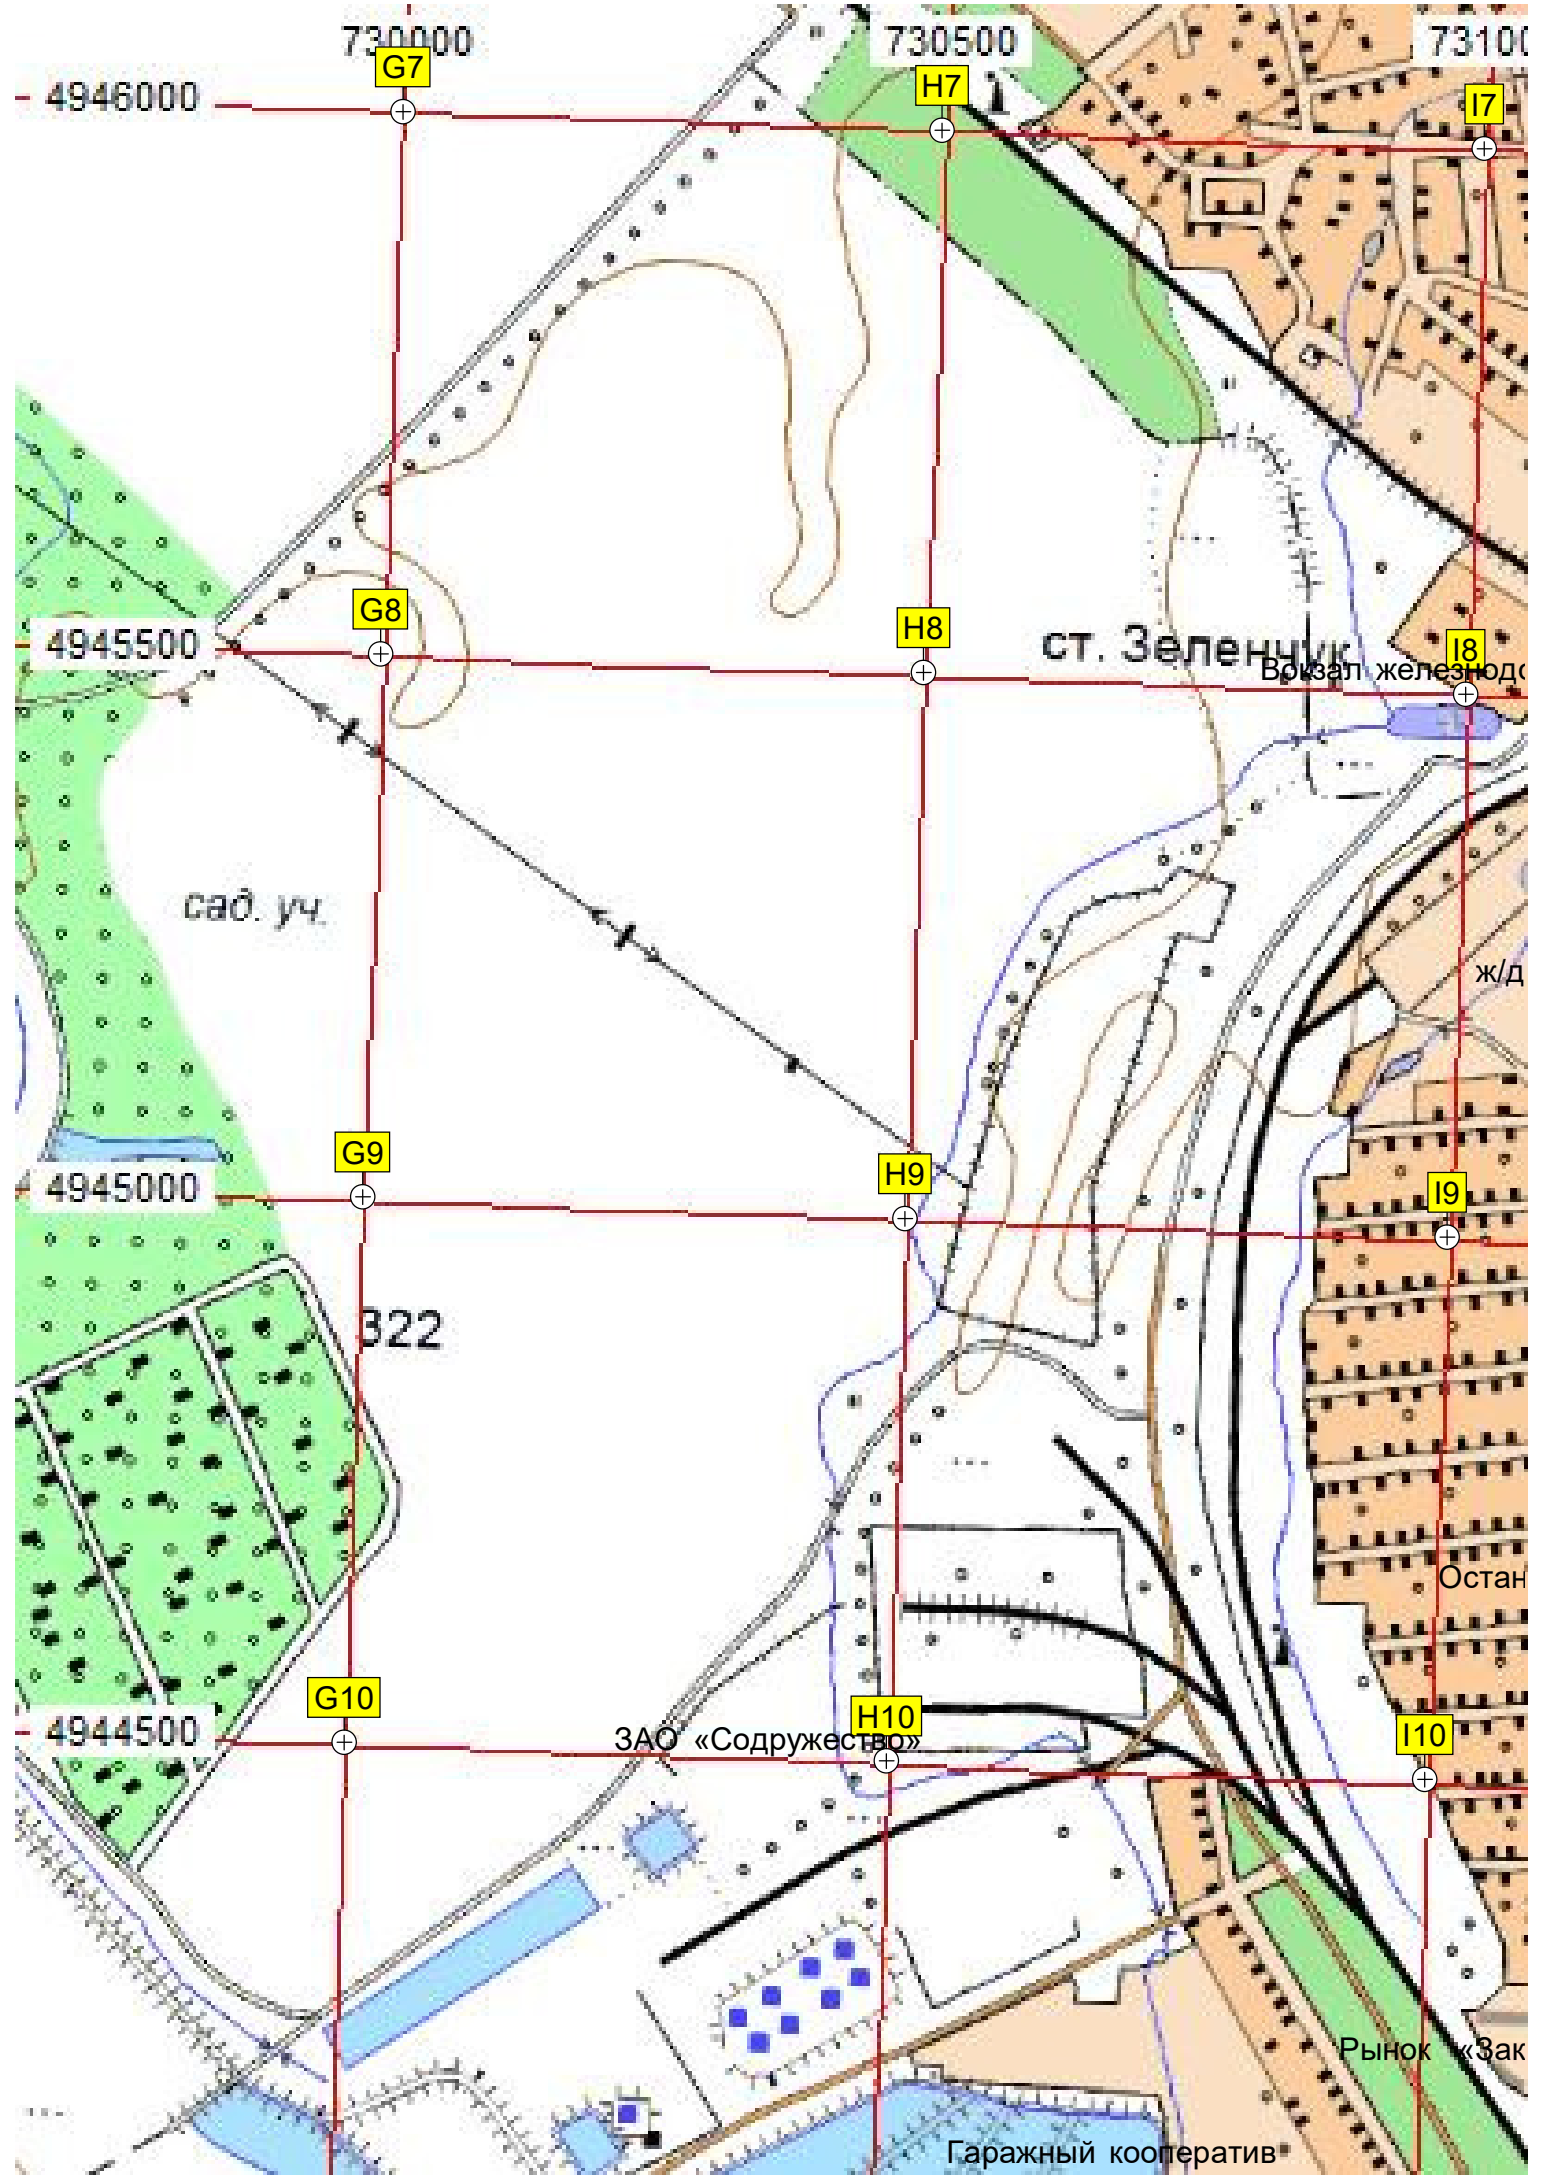 730000
730500
73100
G7
H7
I7
4946000
G8
H8
I8
4945500
ст. Зеленчук
Вокзал железнодо
сад. уч.
ж/д
G9
H9
I9
4945000
322
Остан
G10
H10
I10
4944500
ЗАО «Содружество»
Рынок «Зак
Гаражный кооператив